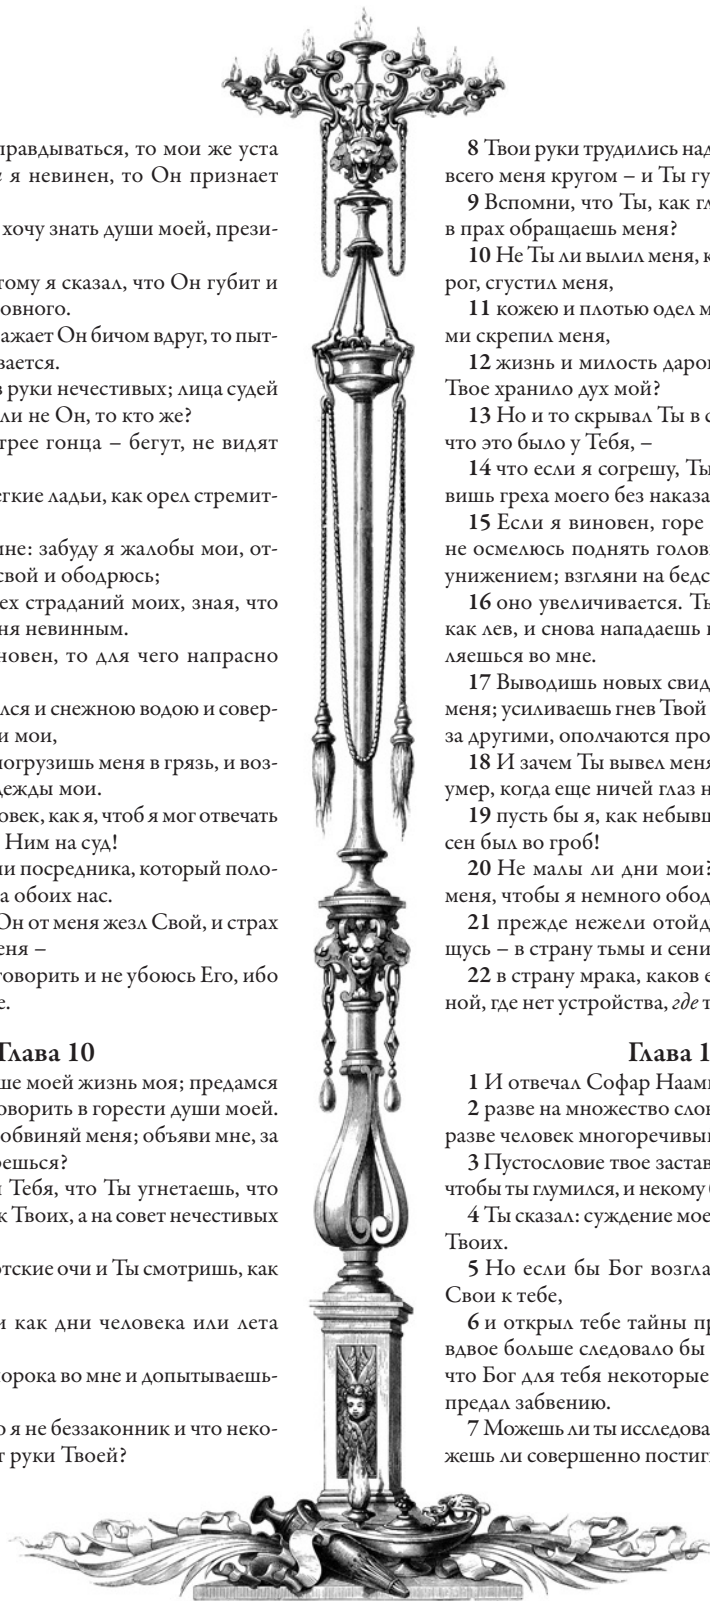 правдываться, то мои же уста
я невинен, то Он признает
хочу знать души моей, прези-
тому я сказал, что Он губит и
овного.
ажает Он бичом вдруг, то пыт-
вается.
в руки нечестивых; лица судей
ли не Он, то кто же?
трее гонца – бегут, не видят
егкие ладьи, как орел стремит-
мне: забуду я жалобы мои, от-
свой и ободрюсь;
ех страданий моих, зная, что
ня невинным.
новен, то для чего напрасно
лся и снежною водою и совер-
и мои,
погрузишь меня в грязь, и воз-
дежды мои.
овек, как я, чтоб я мог отвечать
Ним на суд!
ми посредника, который поло-
а обоих нас.
Он от меня жезл Свой, и страх
еня –
говорить и не убоюсь Его, ибо
е.
Глава 10
ше моей жизнь моя; предамся
оворить в горести души моей.
обвиняй меня; объяви мне, за
решься?
Тебя, что Ты угнетаешь, что
к Твоих, а на совет нечестивых
отские очи и Ты смотришь, как
и как дни человека или лета
порока во мне и допытываешь-
о я не беззаконник и что неко-
т руки Твоей?
8 Твои руки трудились над
всего меня кругом – и Ты гу
9 Вспомни, что Ты, как гл
в прах обращаешь меня?
10 Не Ты ли вылил меня, к
рог, сгустил меня,
11 кожею и плотью одел м
ми скрепил меня,
12 жизнь и милость даров
Твое хранило дух мой?
13 Но и то скрывал Ты в с
что это было у Тебя, –
14 что если я согрешу, Ты
вишь греха моего без наказа
15 Если я виновен, горе
не осмелюсь поднять голов
унижением; взгляни на бедс
16 оно увеличивается. Ты
как лев, и снова нападаешь
ляешься во мне.
17 Выводишь новых свид
меня; усиливаешь гнев Твой
за другими, ополчаются про
18 И зачем Ты вывел меня
умер, когда еще ничей глаз н
19 пусть бы я, как небывш
сен был во гроб!
20 Не малы ли дни мои?
меня, чтобы я немного обод
21 прежде нежели отойд
щусь – в страну тьмы и сени
22 в страну мрака, каков е
ной, где нет устройства, где т
Глава 1
1 И отвечал Софар Наами
2 разве на множество слов
разве человек многоречивый
3 Пустословие твое застав
чтобы ты глумился, и некому
4 Ты сказал: суждение мое
Твоих.
5 Но если бы Бог возгла
Свои к тебе,
6 и открыл тебе тайны пр
вдвое больше следовало бы
что Бог для тебя некоторые
предал забвению.
7 Можешь ли ты исследова
жешь ли совершенно постиг